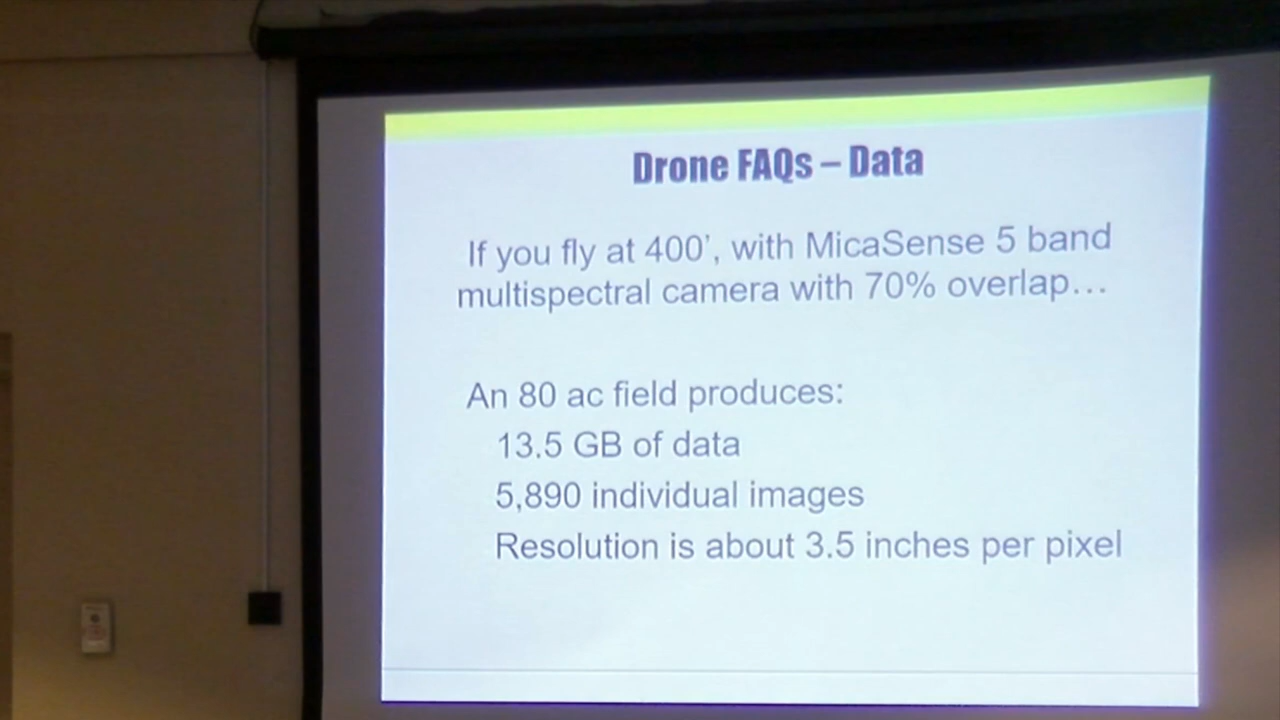 Drone FAQs – Data
If you fly at 400’, with MicaSense 5 band
multispectral camera with 70% overlap…
An 80 ac field produces:
13.5 GB of data
5,890 individual images
Resolution is about 3.5 inches per pixel